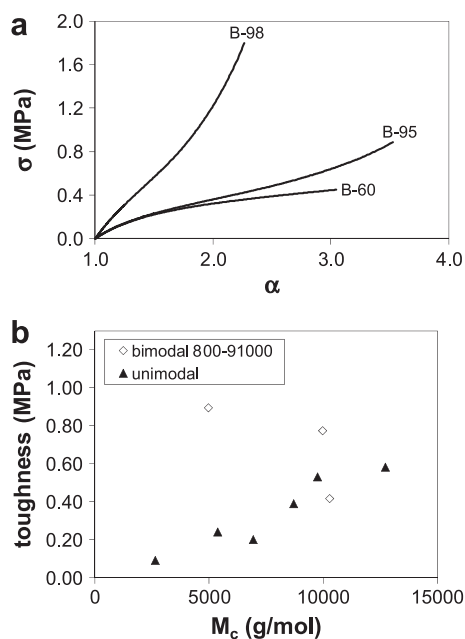 a
B-98
B-95
B-60
σ (MPa)
2.0
1.6
1.2
0.8
0.4
0.0
1.0 2.0 3.0 4.0
α
b
bimodal 800-91000
unimodal
toughness (MPa)
1.20
1.00
0.80
0.60
0.40
0.20
0.00
0 5000 10000 15000
Mc (g/mol)